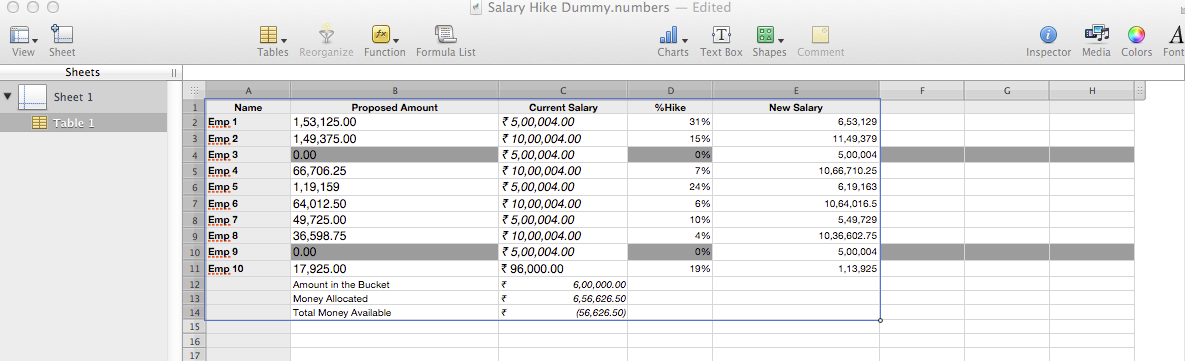 Salary Hike Dummy.numbers — Edited
View Sheet Tables Reorganize Function Formula List Charts Text Box Shapes Comment Inspector Media Colors Font
Sheets
Sheet 1
Table 1
A B C D E F G H
1 Name Proposed Amount Current Salary %Hike New Salary
2 Emp 1 1,53,125.00 ₹ 5,00,004.00 31% 6,53,129
3 Emp 2 1,49,375.00 ₹ 10,00,004.00 15% 11,49,379
4 Emp 3 0.00 ₹ 5,00,004.00 0% 5,00,004
5 Emp 4 66,706.25 ₹ 10,00,004.00 7% 10,66,710.25
6 Emp 5 1,19,159 ₹ 5,00,004.00 24% 6,19,163
7 Emp 6 64,012.50 ₹ 10,00,004.00 6% 10,64,016.5
8 Emp 7 49,725.00 ₹ 5,00,004.00 10% 5,49,729
9 Emp 8 36,598.75 ₹ 10,00,004.00 4% 10,36,602.75
10 Emp 9 0.00 ₹ 5,00,004.00 0% 5,00,004
11 Emp 10 17,925.00 ₹ 96,000.00 19% 1,13,925
12 Amount in the Bucket ₹ 6,00,000.00
13 Money Allocated ₹ 6,56,626.50
14 Total Money Available ₹ (56,626.50)
15
16
17